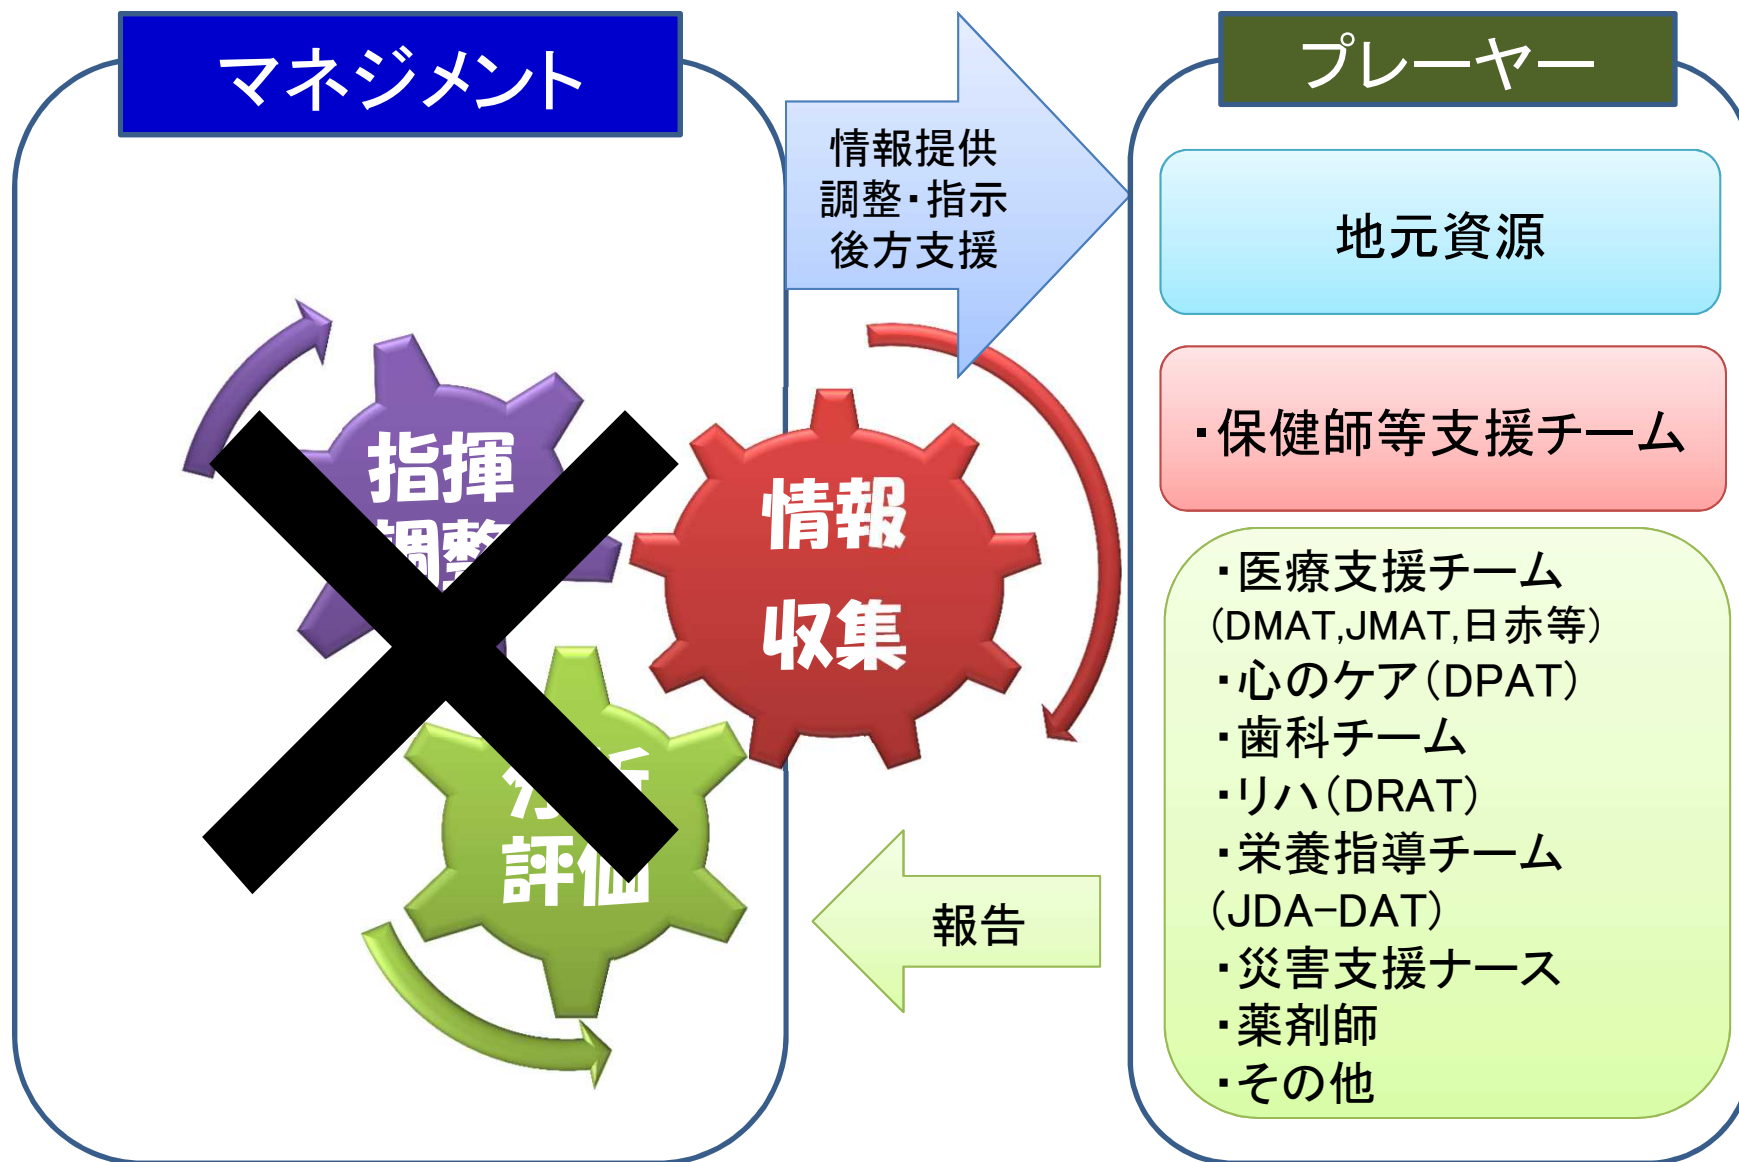 マネジメント
情報提供
調整・指示
後方支援
プレーヤー
地元資源
・保健師等支援チーム
・医療支援チーム
(DMAT,JMAT,日赤等)
・心のケア(DPAT)
・歯科チーム
・リハ(DRAT)
・栄養指導チーム
(JDA-DAT)
・災害支援ナース
・薬剤師
・その他
指揮
調整
情報
収集
分析
評価
報告